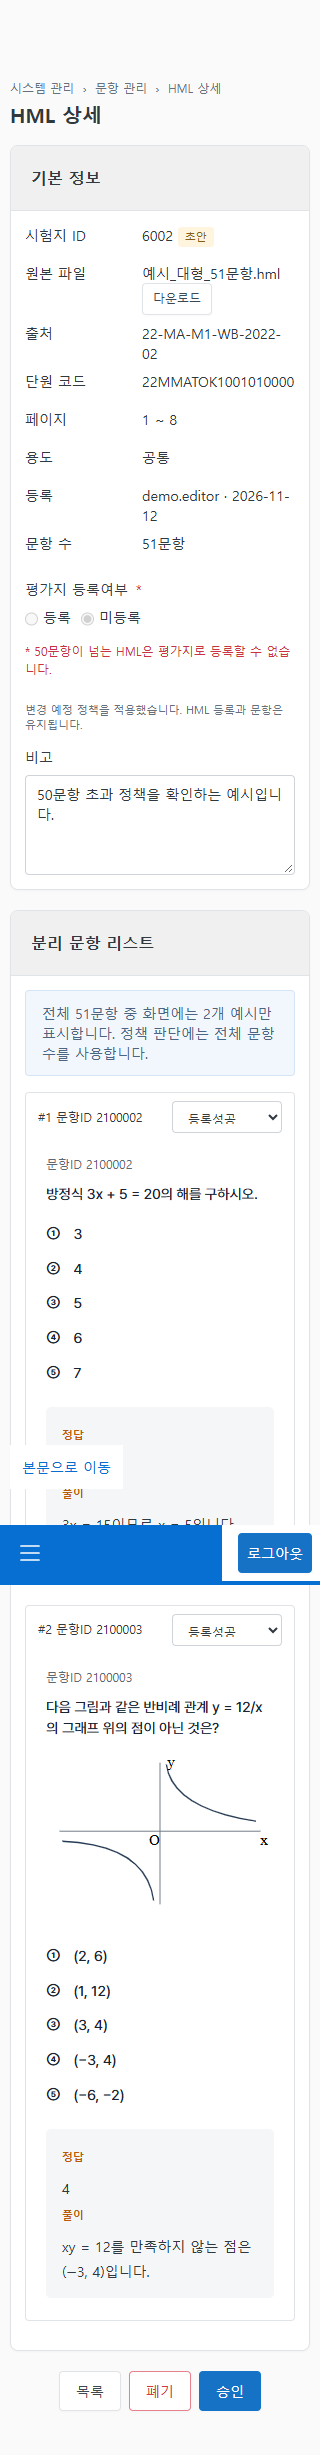 시스템 관리 › 문항 관리 › HML 상세
HML 상세
기본 정보
시험지 ID 6002 초안
원본 파일 예시_대형_51문항.hml
다운로드
출처 22-MA-M1-WB-2022-
02
단원 코드 22MMATOK1001010000
페이지 1 ~ 8
용도 공통
등록 demo.editor · 2026-11-
12
문항 수 51문항
평가지 등록여부 *
등록 미등록
* 50문항이 넘는 HML은 평가지로 등록할 수 없습
니다.
변경 예정 정책을 적용했습니다. HML 등록과 문항은
유지됩니다.
비고
50문항 초과 정책을 확인하는 예시입니
다.
분리 문항 리스트
전체 51문항 중 화면에는 2개 예시만
표시합니다. 정책 판단에는 전체 문항
수를 사용합니다.
#1 문항ID 2100002 등록성공
문항ID 2100002
방정식 3x + 5 = 20의 해를 구하시오.
① 3
② 4
③ 5
④ 6
⑤ 7
정답
본문으로 이동
풀이
3x = 15이므로 x = 5입니다
로그아웃
#2 문항ID 2100003 등록성공
문항ID 2100003
다음 그림과 같은 반비례 관계 y = 12/x
의 그래프 위의 점이 아닌 것은?
y
O x
① (2, 6)
② (1, 12)
③ (3, 4)
④ (−3, 4)
⑤ (−6, −2)
정답
4
풀이
xy = 12를 만족하지 않는 점은
(−3, 4)입니다.
목록 폐기 승인